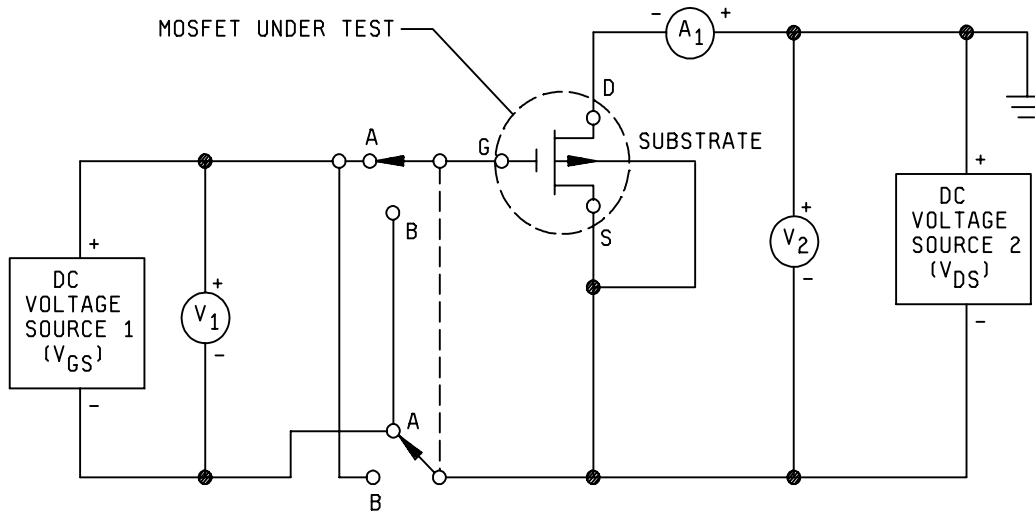 MOSFET UNDER TEST
- A1 +
D
SUBSTRATE
G
S
A
B
A
B
+
DC
VOLTAGE
SOURCE 1
(VGS)
-
+
V1
-
+
V2
-
+
DC
VOLTAGE
SOURCE 2
(VDS)
-